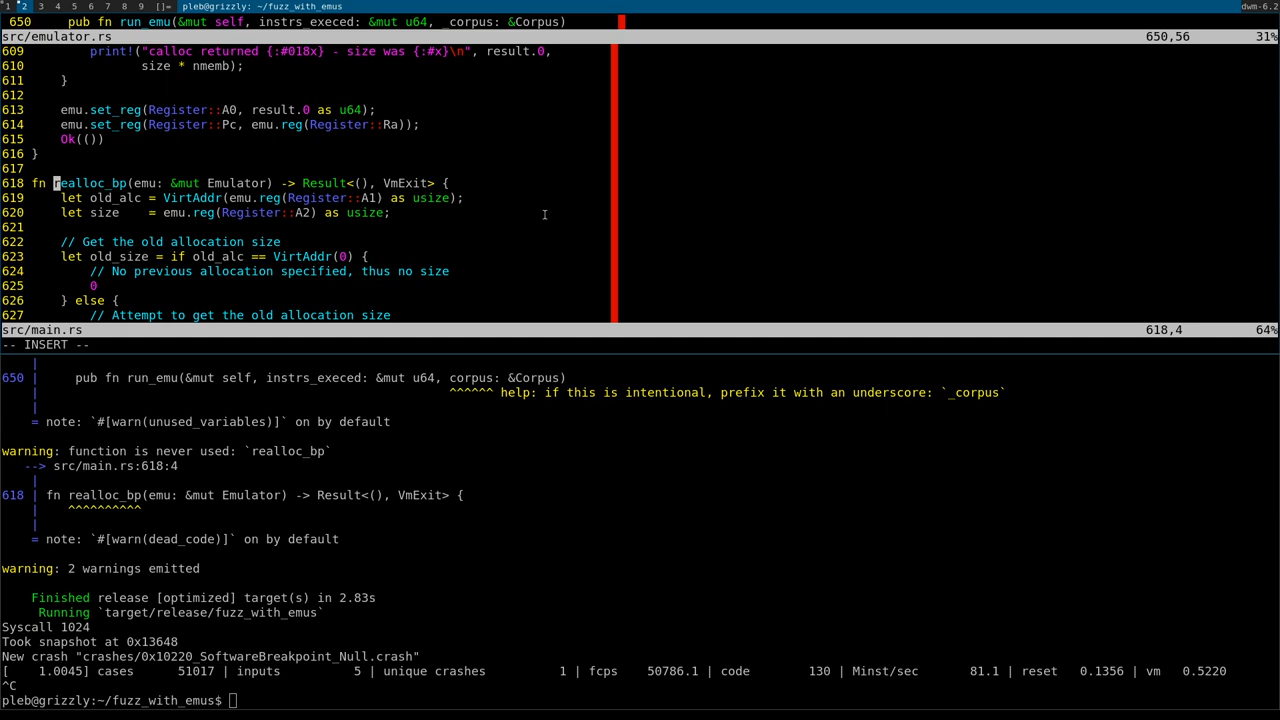 1 2 3 4 5 6 7 8 9 []= pleb@grizzly: ~/fuzz_with_emus dwm-6.2
650 pub fn run_emu(&mut self, instrs_execed: &mut u64, _corpus: &Corpus)
src/emulator.rs 650,56 31%
609 print!("calloc returned {:#018x} - size was {:#x}\n", result.0,
610 size * nmemb);
611 }
612
613 emu.set_reg(Register::A0, result.0 as u64);
614 emu.set_reg(Register::Pc, emu.reg(Register::Ra));
615 Ok(())
616 }
617
618 fn realloc_bp(emu: &mut Emulator) -> Result<(), VmExit> {
619 let old_alc = VirtAddr(emu.reg(Register::A1) as usize);
620 let size = emu.reg(Register::A2) as usize;
621
622 // Get the old allocation size
623 let old_size = if old_alc == VirtAddr(0) {
624 // No previous allocation specified, thus no size
625 0
626 } else {
627 // Attempt to get the old allocation size
src/main.rs 618,4 64%
-- INSERT --
|
650 | pub fn run_emu(&mut self, instrs_execed: &mut u64, corpus: &Corpus)
| ^^^^^^ help: if this is intentional, prefix it with an underscore: `_corpus`
|
= note: `#[warn(unused_variables)]` on by default
warning: function is never used: `realloc_bp`
--> src/main.rs:618:4
|
618 | fn realloc_bp(emu: &mut Emulator) -> Result<(), VmExit> {
| ^^^^^^^^^^
|
= note: `#[warn(dead_code)]` on by default
warning: 2 warnings emitted
Finished release [optimized] target(s) in 2.83s
Running `target/release/fuzz_with_emus`
Syscall 1024
Took snapshot at 0x13648
New crash "crashes/0x10220_SoftwareBreakpoint_Null.crash"
[ 1.0045] cases 51017 | inputs 5 | unique crashes 1 | fcps 50786.1 | code 130 | Minst/sec 81.1 | reset 0.1356 | vm 0.5220
^C
pleb@grizzly:~/fuzz_with_emus$